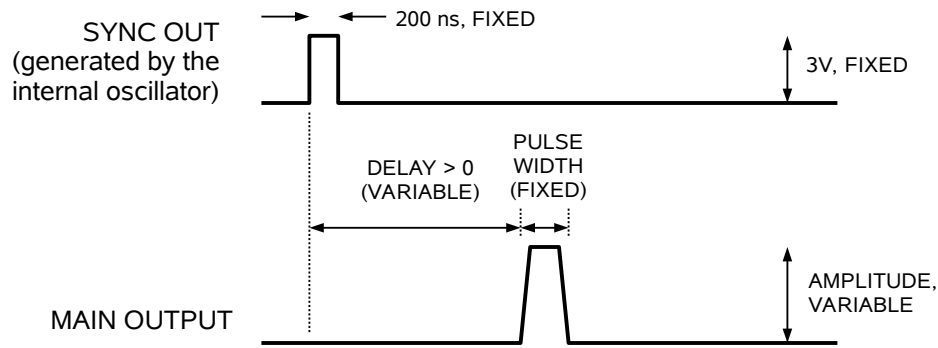 200 ns, FIXED
SYNC OUT
(generated by the
internal oscillator)
3V, FIXED
PULSE
WIDTH
(FIXED)
DELAY > 0
(VARIABLE)
AMPLITUDE,
VARIABLE
MAIN OUTPUT